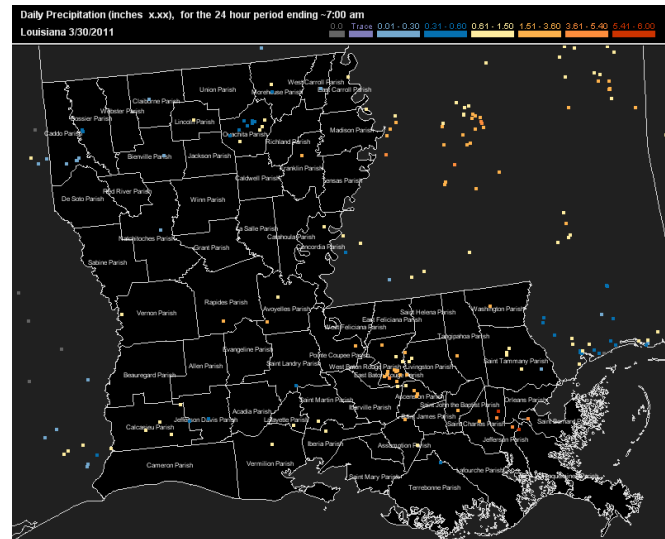 Daily Precipitation (inches x.xx), for the 24 hour period ending ~7:00 am
Louisiana 3/30/2011
0.0 Trace 0.01-0.30 0.31-0.60 0.61-1.50 1.51-3.60 3.61-5.40 5.41-6.00
Union Parish
West Carroll Parish
Morehouse Parish
East Carroll Parish
Claiborne Parish
Webster Parish
Bossier Parish
Lincoln Parish
Caddo Parish
Ouachita Parish
Richland Parish
Madison Parish
Bienville Parish
Jackson Parish
Franklin Parish
Caldwell Parish
Tensas Parish
Red River Parish
De Soto Parish
Winn Parish
La Salle Parish
Natchitoches Parish
Catahoula Parish
Grant Parish
Concordia Parish
Sabine Parish
Rapides Parish
Avoyelles Parish
Vernon Parish
Saint Helena Parish
Washington Parish
East Feliciana Parish
West Feliciana Parish
Tangipahoa Parish
Evangeline Parish
Pointe Coupee Parish
Saint Landry Parish
Allen Parish
Saint Tammany Parish
West Baton Rouge Parish
Livingston Parish
Beauregard Parish
East Baton Rouge Parish
Ascension Parish
Saint Martin Parish
Orleans Parish
Iberville Parish
Saint John the Baptist Parish
Acadia Parish
Saint James Parish
Jefferson Davis Parish
Lafayette Parish
Saint Charles Parish
Saint Bernard
Calcasieu Parish
Jefferson Parish
Iberia Parish
Assumption Parish
Cameron Parish
Vermilion Parish
Lafourche Parish
Saint Mary Parish
Terrebonne Parish